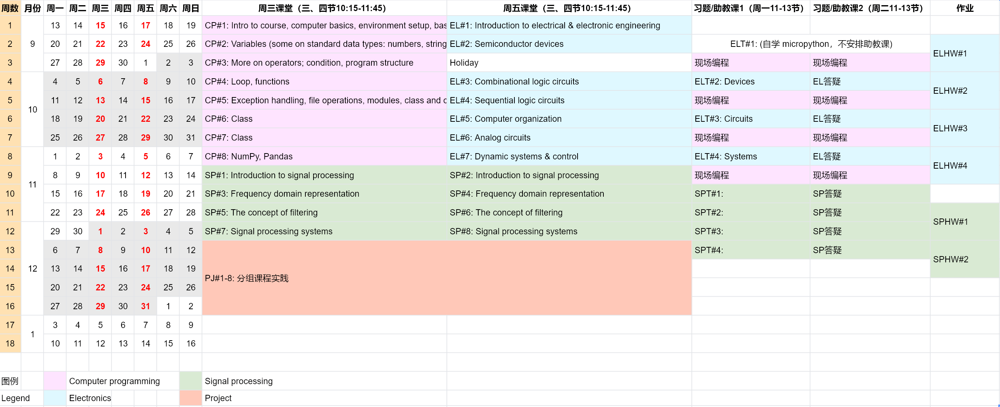 周数 月份 周一 周二 周三 周四 周五 周六 周日 周三课堂（三、四节10:15-11:45） 周五课堂（三、四节10:15-11:45） 习题/助教课1（周一11-13节） 习题/助教课2（周二11-13节） 作业
1 13 14 15 16 17 18 19 CP#1: Intro to course, computer basics, environment setup, bas EL#1: Introduction to electrical & electronic engineering
2 9 20 21 22 23 24 25 26 CP#2: Variables (some on standard data types: numbers, string EL#2: Semiconductor devices ELT#1: (自学 micropython，不安排助教课) ELHW#1
3 27 28 29 30 1 2 3 CP#3: More on operators; condition, program structure Holiday 现场编程 现场编程
4 4 5 6 7 8 9 10 CP#4: Loop, functions EL#3: Combinational logic circuits ELT#2: Devices EL答疑 ELHW#2
5 10 11 12 13 14 15 16 17 CP#5: Exception handling, file operations, modules, class and c EL#4: Sequential logic circuits 现场编程 现场编程
6 18 19 20 21 22 23 24 CP#6: Class EL#5: Computer organization ELT#3: Circuits EL答疑 ELHW#3
7 25 26 27 28 29 30 31 CP#7: Class EL#6: Analog circuits 现场编程 现场编程
8 1 2 3 4 5 6 7 CP#8: NumPy, Pandas EL#7: Dynamic systems & control ELT#4: Systems EL答疑 ELHW#4
9 11 8 9 10 11 12 13 14 SP#1: Introduction to signal processing SP#2: Introduction to signal processing 现场编程 现场编程
10 15 16 17 18 19 20 21 SP#3: Frequency domain representation SP#4: Frequency domain representation SPT#1: SP答疑
11 22 23 24 25 26 27 28 SP#5: The concept of filtering SP#6: The concept of filtering SPT#2: SP答疑 SPHW#1
12 29 30 1 2 3 4 5 SP#7: Signal processing systems SP#8: Signal processing systems SPT#3: SP答疑
13 6 7 8 9 10 11 12 SPT#4: SP答疑 SPHW#2
14 12 13 14 15 16 17 18 19 PJ#1-8: 分组课程实践
15 20 21 22 23 24 25 26
16 27 28 29 30 31 1 2
17 1 3 4 5 6 7 8 9
18 10 11 12 13 14 15 16
图例 Computer programming Signal processing
Legend Electronics Project